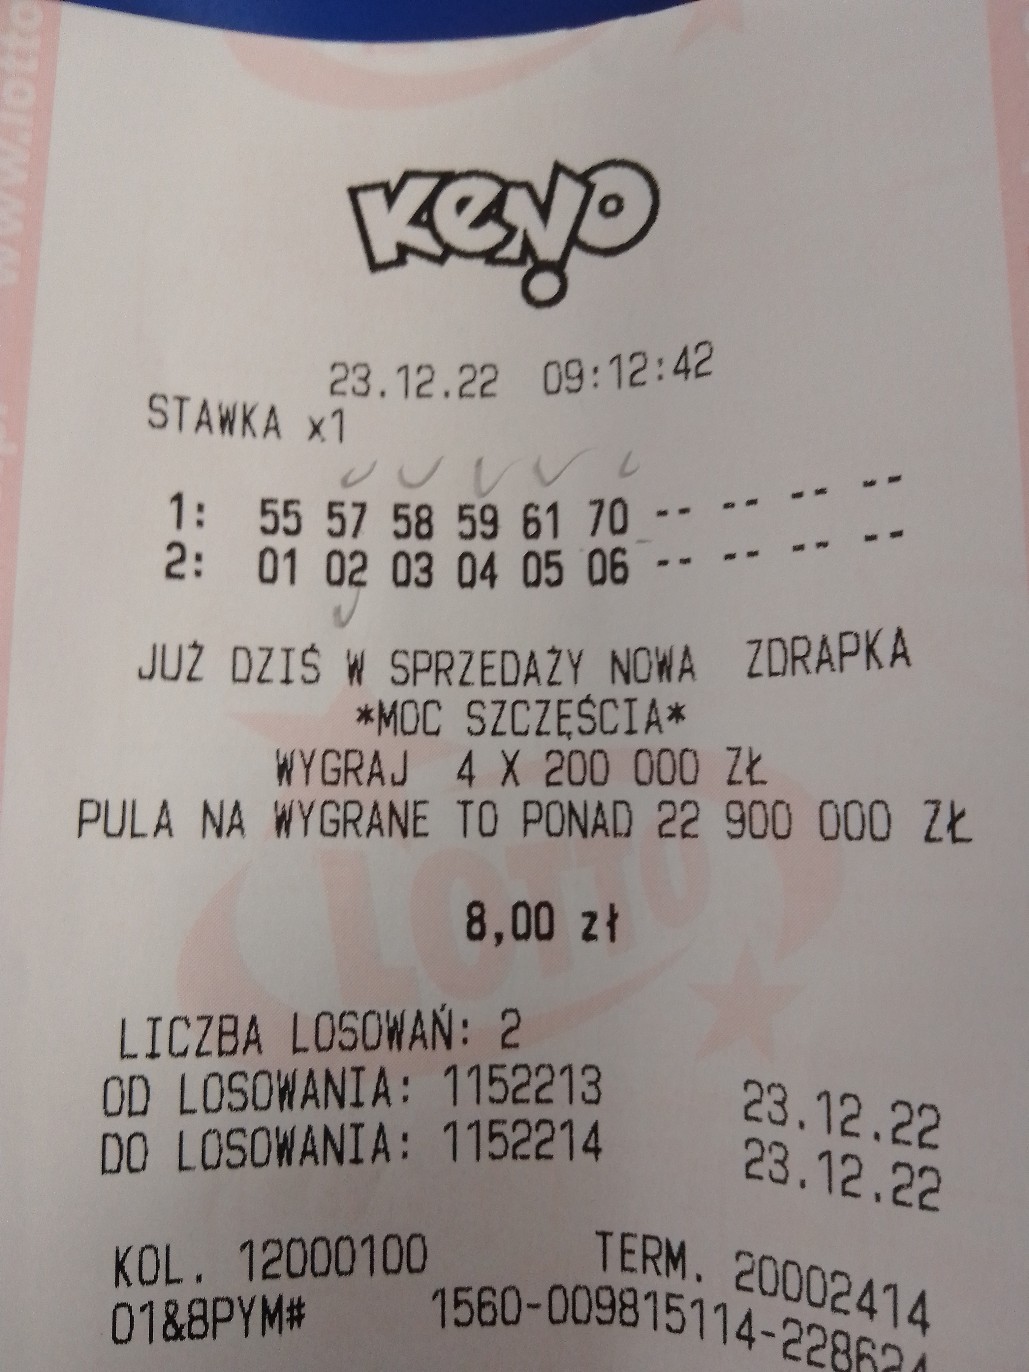 www.lotto
KENO
23.12.22 09:12:42
STAWKA x1
1: 55 57 58 59 61 70 -- -- -- --
2: 01 02 03 04 05 06 -- -- -- --
JUŻ DZIŚ W SPRZEDAŻY NOWA ZDRAPKA
*MOC SZCZĘŚCIA*
WYGRAJ 4 X 200 000 ZŁ
PULA NA WYGRANE TO PONAD 22 900 000 ZŁ
LOTTO
8,00 zł
LICZBA LOSOWAŃ: 2
OD LOSOWANIA: 1152213 23.12.22
DO LOSOWANIA: 1152214 23.12.22
KOL. 12000100 TERM. 20002414
01&8PYM# 1560-009815114-228624